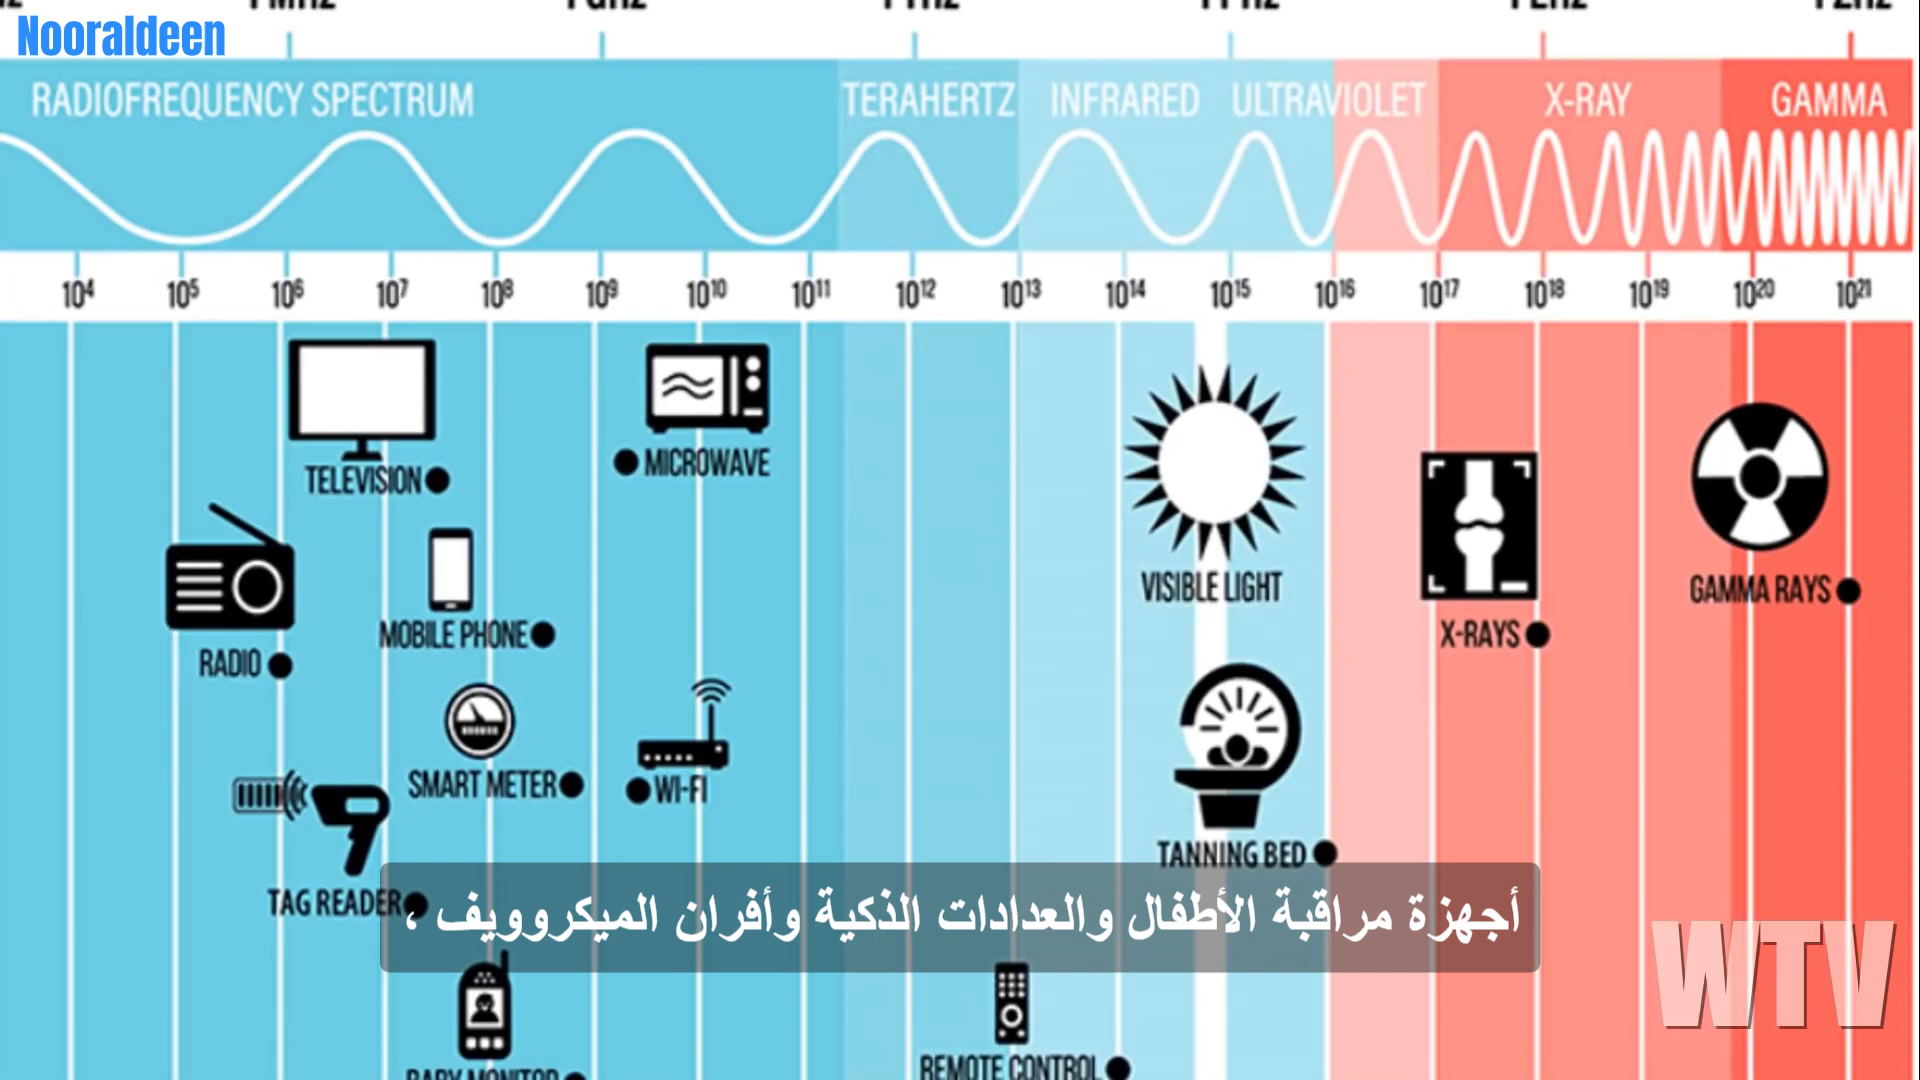 Nooraldeen
RADIOFREQUENCY SPECTRUM TERAHERTZ INFRARED ULTRAVIOLET X-RAY GAMMA
10⁴ 10⁵ 10⁶ 10⁷ 10⁸ 10⁹ 10¹⁰ 10¹¹ 10¹² 10¹³ 10¹⁴ 10¹⁵ 10¹⁶ 10¹⁷ 10¹⁸ 10¹⁹ 10²⁰ 10²¹
TELEVISION
MICROWAVE
RADIO
MOBILE PHONE
VISIBLE LIGHT
X-RAYS
GAMMA RAYS
SMART METER
WI-FI
TANNING BED
TAG READER
أجهزة مراقبة الأطفال والعدادات الذكية وأفران الميكروويف ،
BABY MONITOR
REMOTE CONTROL
WTV